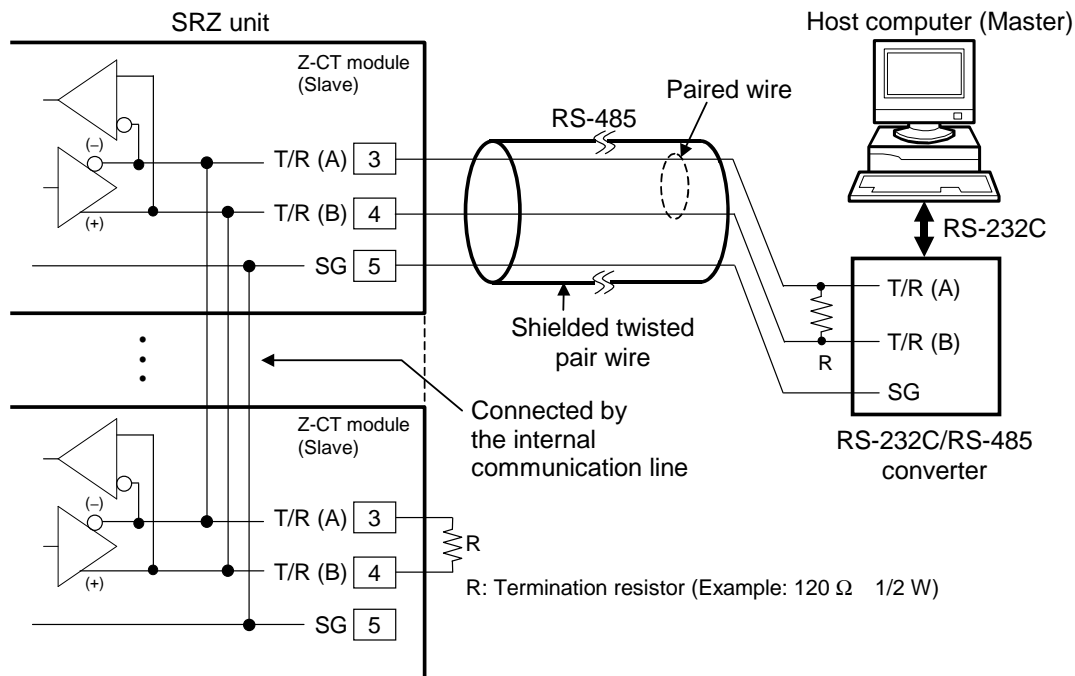 SRZ unit
Host computer (Master)
Z-CT module
(Slave)
Paired wire
RS-485
(–)
T/R (A) 3
T/R (B) 4
(+)
SG 5
RS-232C
Shielded twisted
pair wire
T/R (A)
T/R (B)
R
SG
RS-232C/RS-485
converter
Connected by
the internal
communication line
Z-CT module
(Slave)
(–)
T/R (A) 3
R
T/R (B) 4
(+)
SG 5
R: Termination resistor (Example: 120 Ω 1/2 W)